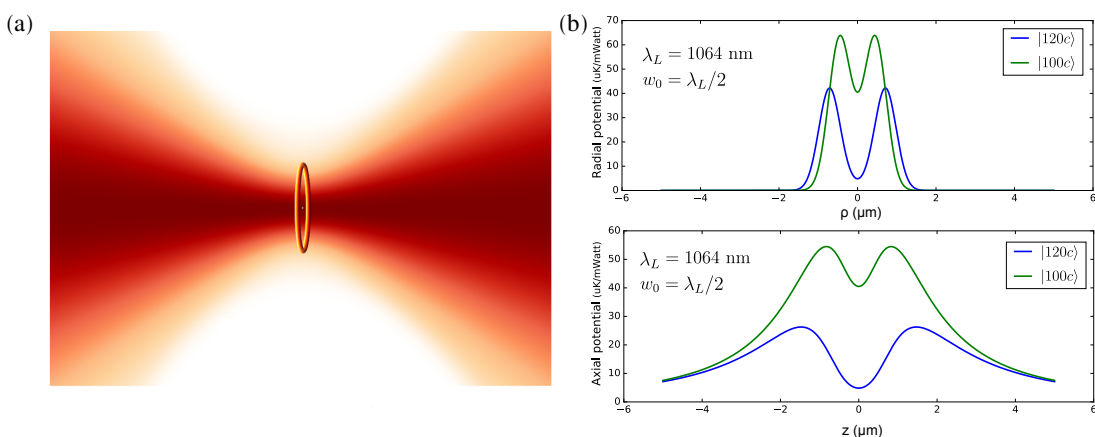 (a)
(b)
70
60
50
40
30
20
10
0
Radial potential (uK/mWatt)
λ_L = 1064 nm
w_0 = λ_L/2
|120c⟩
|100c⟩
−6 −4 −2 0 2 4 6
ρ (μm)
60
50
40
30
20
10
0
Axial potential (uK/mWatt)
λ_L = 1064 nm
w_0 = λ_L/2
|120c⟩
|100c⟩
−6 −4 −2 0 2 4 6
z (μm)